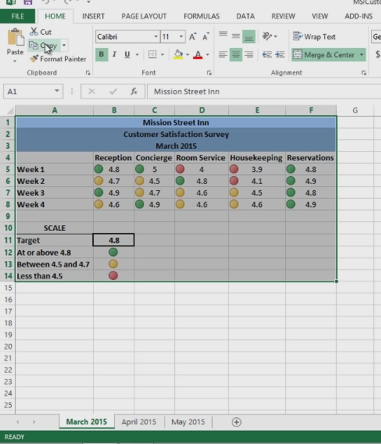 MSICusto
FILE HOME INSERT PAGE LAYOUT FORMULAS DATA REVIEW VIEW ADD-INS
Cut
Calibri 11 A A Wrap Text Ge
Copy
Paste
Format Painter
B I U A Merge & Center $
Clipboard Font Alignment
A1 fx Mission Street Inn
A B C D E F G
1 Mission Street Inn
2 Customer Satisfaction Survey
3 March 2015
4 Reception Concierge Room Service Housekeeping Reservations
5 Week 1 4.8 5 4 3.9 4.8
6 Week 2 4.7 4.5 4.8 4.1 4.9
7 Week 3 4.9 4.7 4.6 4.5 4.8
8 Week 4 4.6 4.9 4.6 4.6 4.9
9
10 SCALE
11 Target 4.8
12 At or above 4.8
13 Between 4.5 and 4.7
14 Less than 4.5
15
16
17
18
19
20
21
22
23
24
25
March 2015 April 2015 May 2015
READY